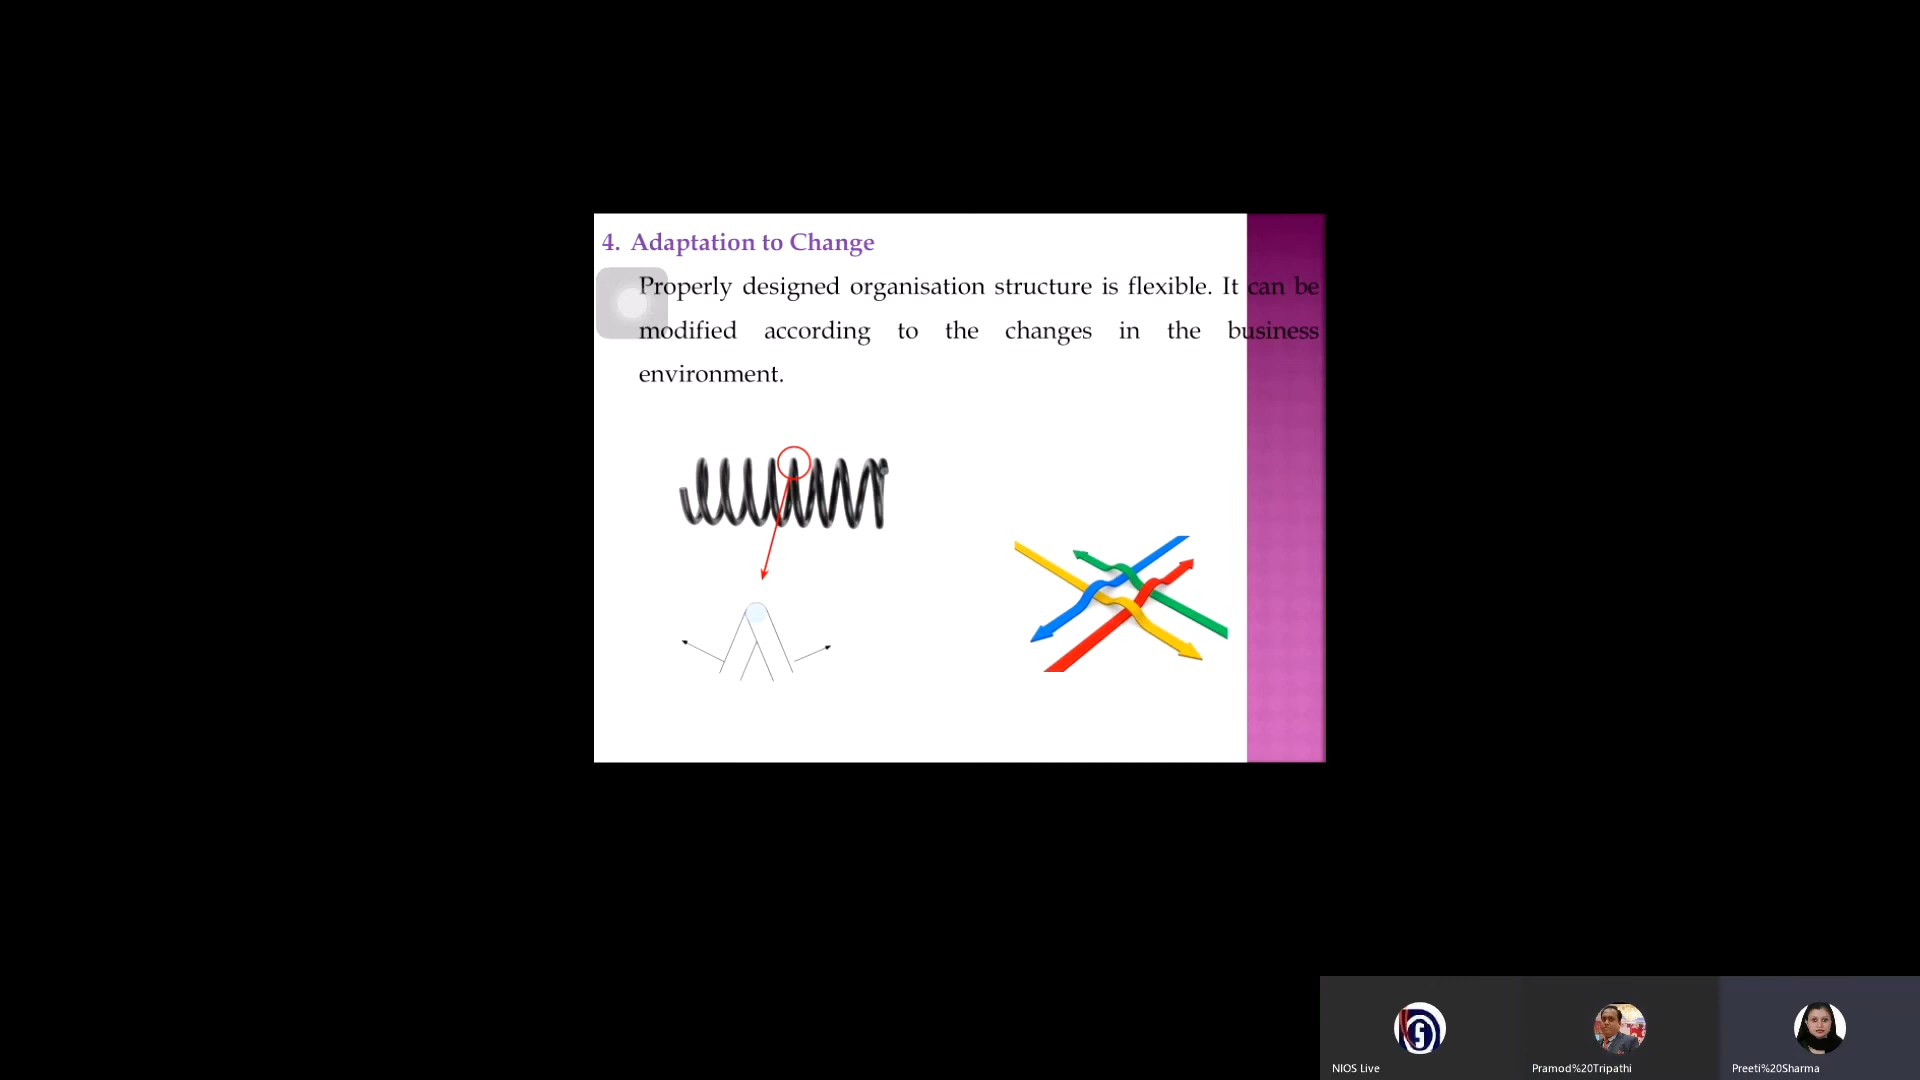 4. Adaptation to Change
Properly designed organisation structure is flexible. It can be
modified according to the changes in the business
environment.
NIOS Live
Pramod%20Tripathi
Preeti%20Sharma